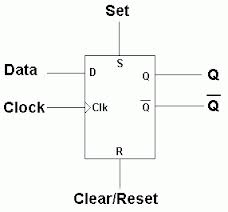 Set
S
Data D Q Q
Clock Clk Q̅ Q̅
R
Clear/Reset